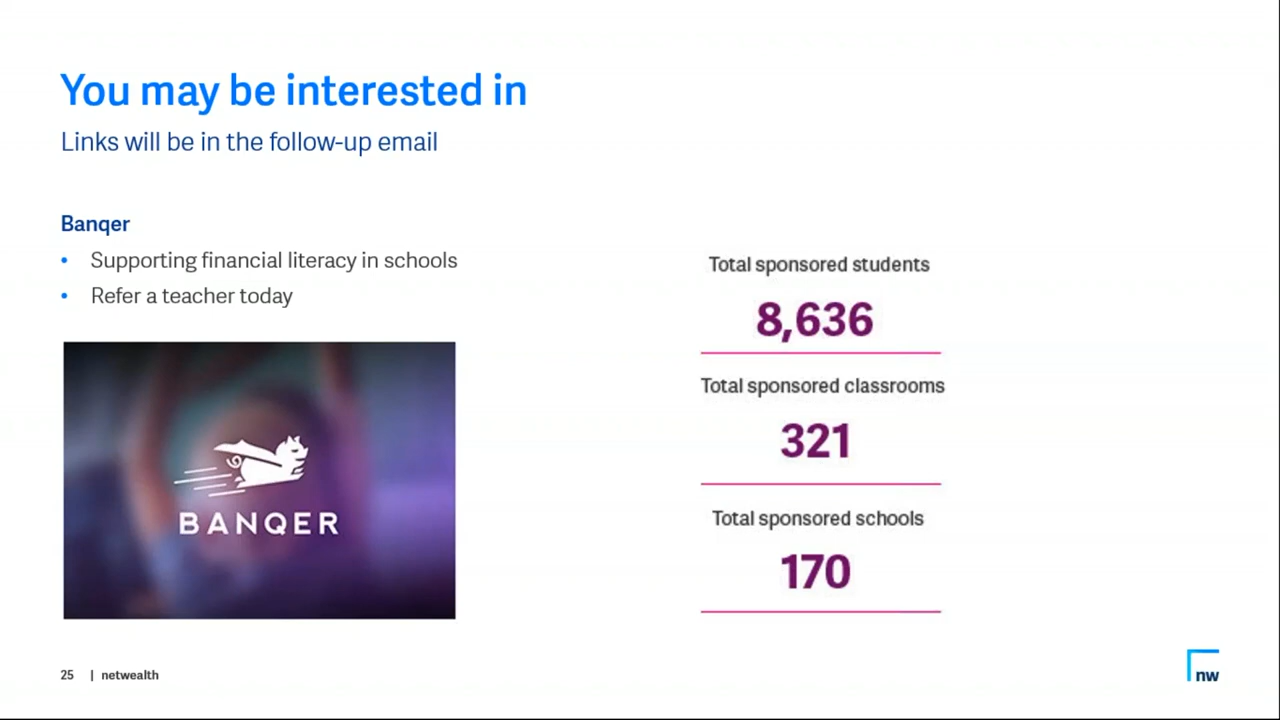 You may be interested in
Links will be in the follow-up email
Banqer
• Supporting financial literacy in schools
• Refer a teacher today
BANQER
Total sponsored students
8,636
Total sponsored classrooms
321
Total sponsored schools
170
25 | netwealth
nw